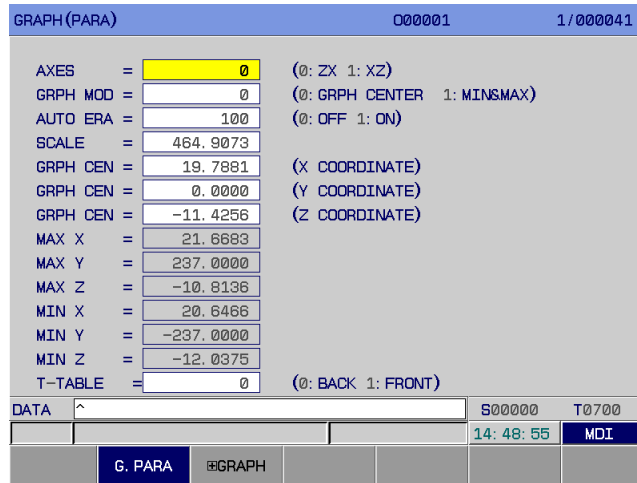 GRAPH(PARA) O00001 1/000041
AXES = 0 (0: ZX 1: XZ)
GRPH MOD = 0 (0: GRPH CENTER 1: MIN&MAX)
AUTO ERA = 100 (0: OFF 1: ON)
SCALE = 464.9073
GRPH CEN = 19.7881 (X COORDINATE)
GRPH CEN = 0.0000 (Y COORDINATE)
GRPH CEN = -11.4256 (Z COORDINATE)
MAX X = 21.6683
MAX Y = 237.0000
MAX Z = -10.8136
MIN X = 20.6466
MIN Y = -237.0000
MIN Z = -12.0375
T-TABLE = 0 (0: BACK 1: FRONT)
DATA ^ S00000 T0700
14:48:55 MDI
G. PARA ⊞GRAPH